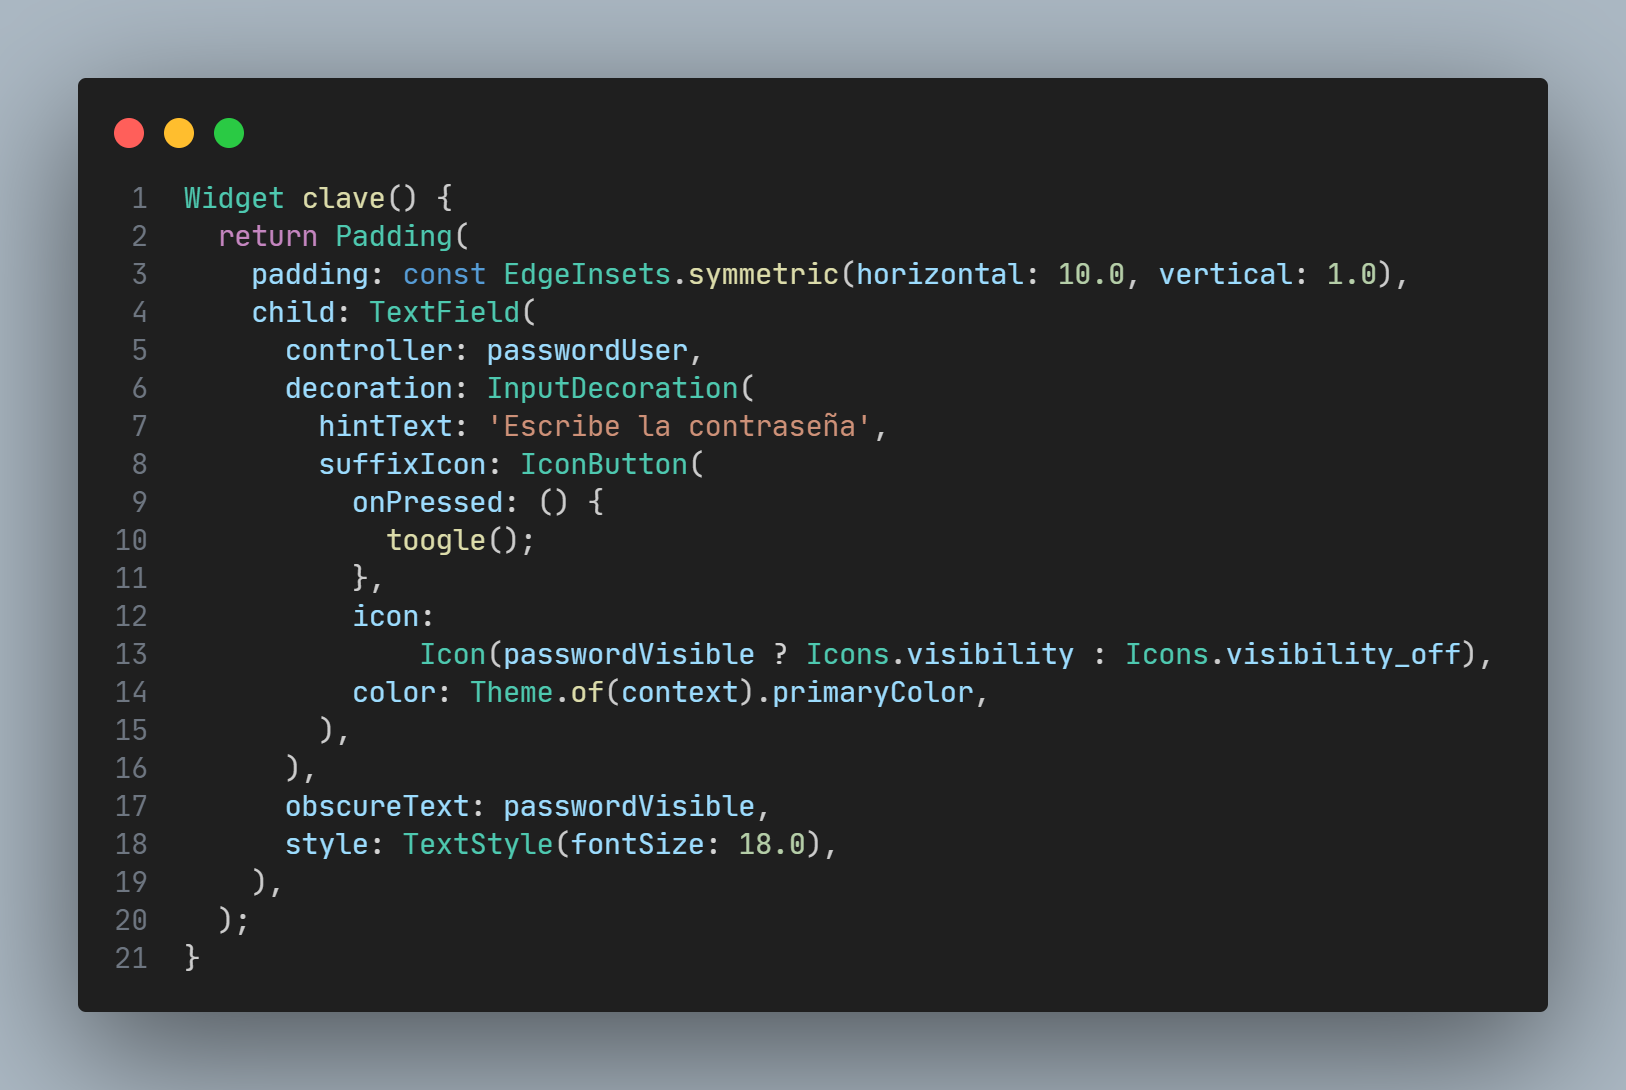 1 Widget clave() {
2   return Padding(
3     padding: const EdgeInsets.symmetric(horizontal: 10.0, vertical: 1.0),
4     child: TextField(
5       controller: passwordUser,
6       decoration: InputDecoration(
7         hintText: 'Escribe la contraseña',
8         suffixIcon: IconButton(
9           onPressed: () {
10             toogle();
11           },
12           icon:
13               Icon(passwordVisible ? Icons.visibility : Icons.visibility_off),
14           color: Theme.of(context).primaryColor,
15         ),
16       ),
17       obscureText: passwordVisible,
18       style: TextStyle(fontSize: 18.0),
19     ),
20   );
21 }